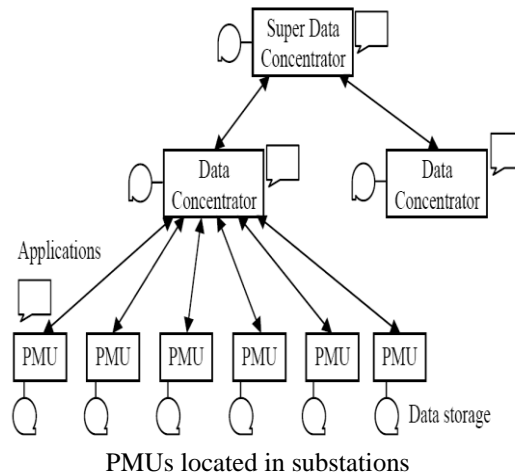 Super Data
Concentrator
Data
Concentrator
Data
Concentrator
Applications
PMU PMU PMU PMU PMU PMU
Data storage
PMUs located in substations